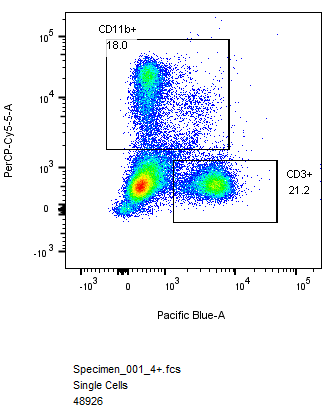 CD11b+
18.0
10^5
10^4
10^3
0
-10^3
PerCP-Cy5-5-A
CD3+
21.2
-10^3 0 10^3 10^4 10^5
Pacific Blue-A
Specimen_001_4+.fcs
Single Cells
48926